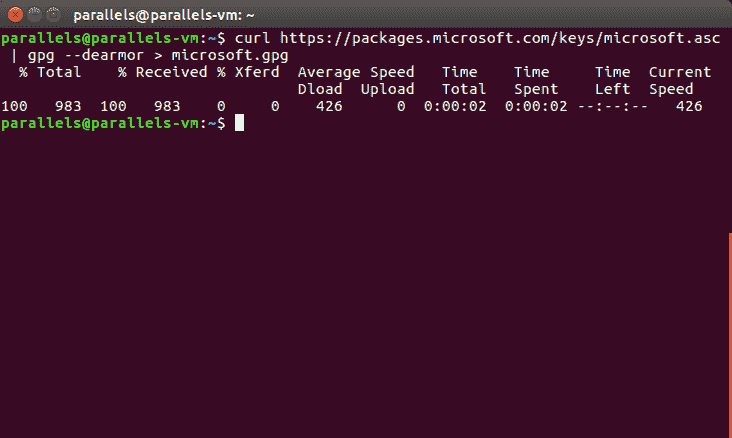 parallels@parallels-vm: ~
parallels@parallels-vm:~$ curl https://packages.microsoft.com/keys/microsoft.asc
 | gpg --dearmor > microsoft.gpg
  % Total    % Received % Xferd  Average Speed   Time    Time     Time  Current
                                 Dload  Upload   Total   Spent    Left  Speed
100   983  100   983    0     0    426      0  0:00:02  0:00:02 --:--:--   426
parallels@parallels-vm:~$